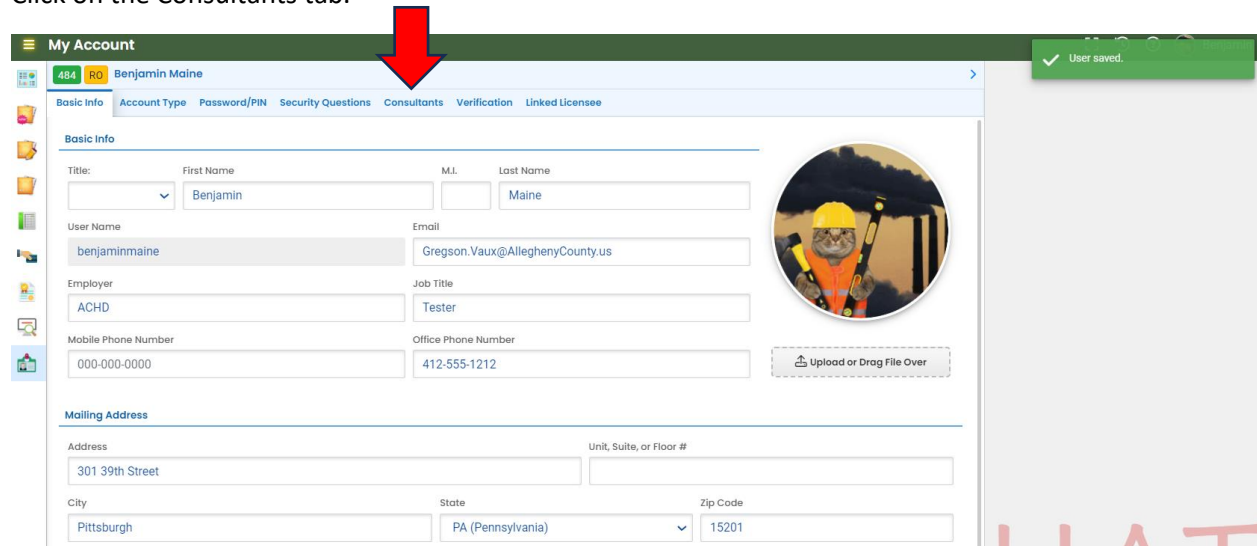 Click on the Consultants tab.
My Account
User saved.
484 RO Benjamin Maine
Basic Info Account Type Password/PIN Security Questions Consultants Verification Linked Licensee
Basic Info
Title: First Name M.I. Last Name
Benjamin Maine
User Name Email
benjaminmaine Gregson.Vaux@AlleghenyCounty.us
Employer Job Title
ACHD Tester
Mobile Phone Number Office Phone Number
000-000-0000 412-555-1212
Upload or Drag File Over
Mailing Address
Address Unit, Suite, or Floor #
301 39th Street
City State Zip Code
Pittsburgh PA (Pennsylvania) 15201